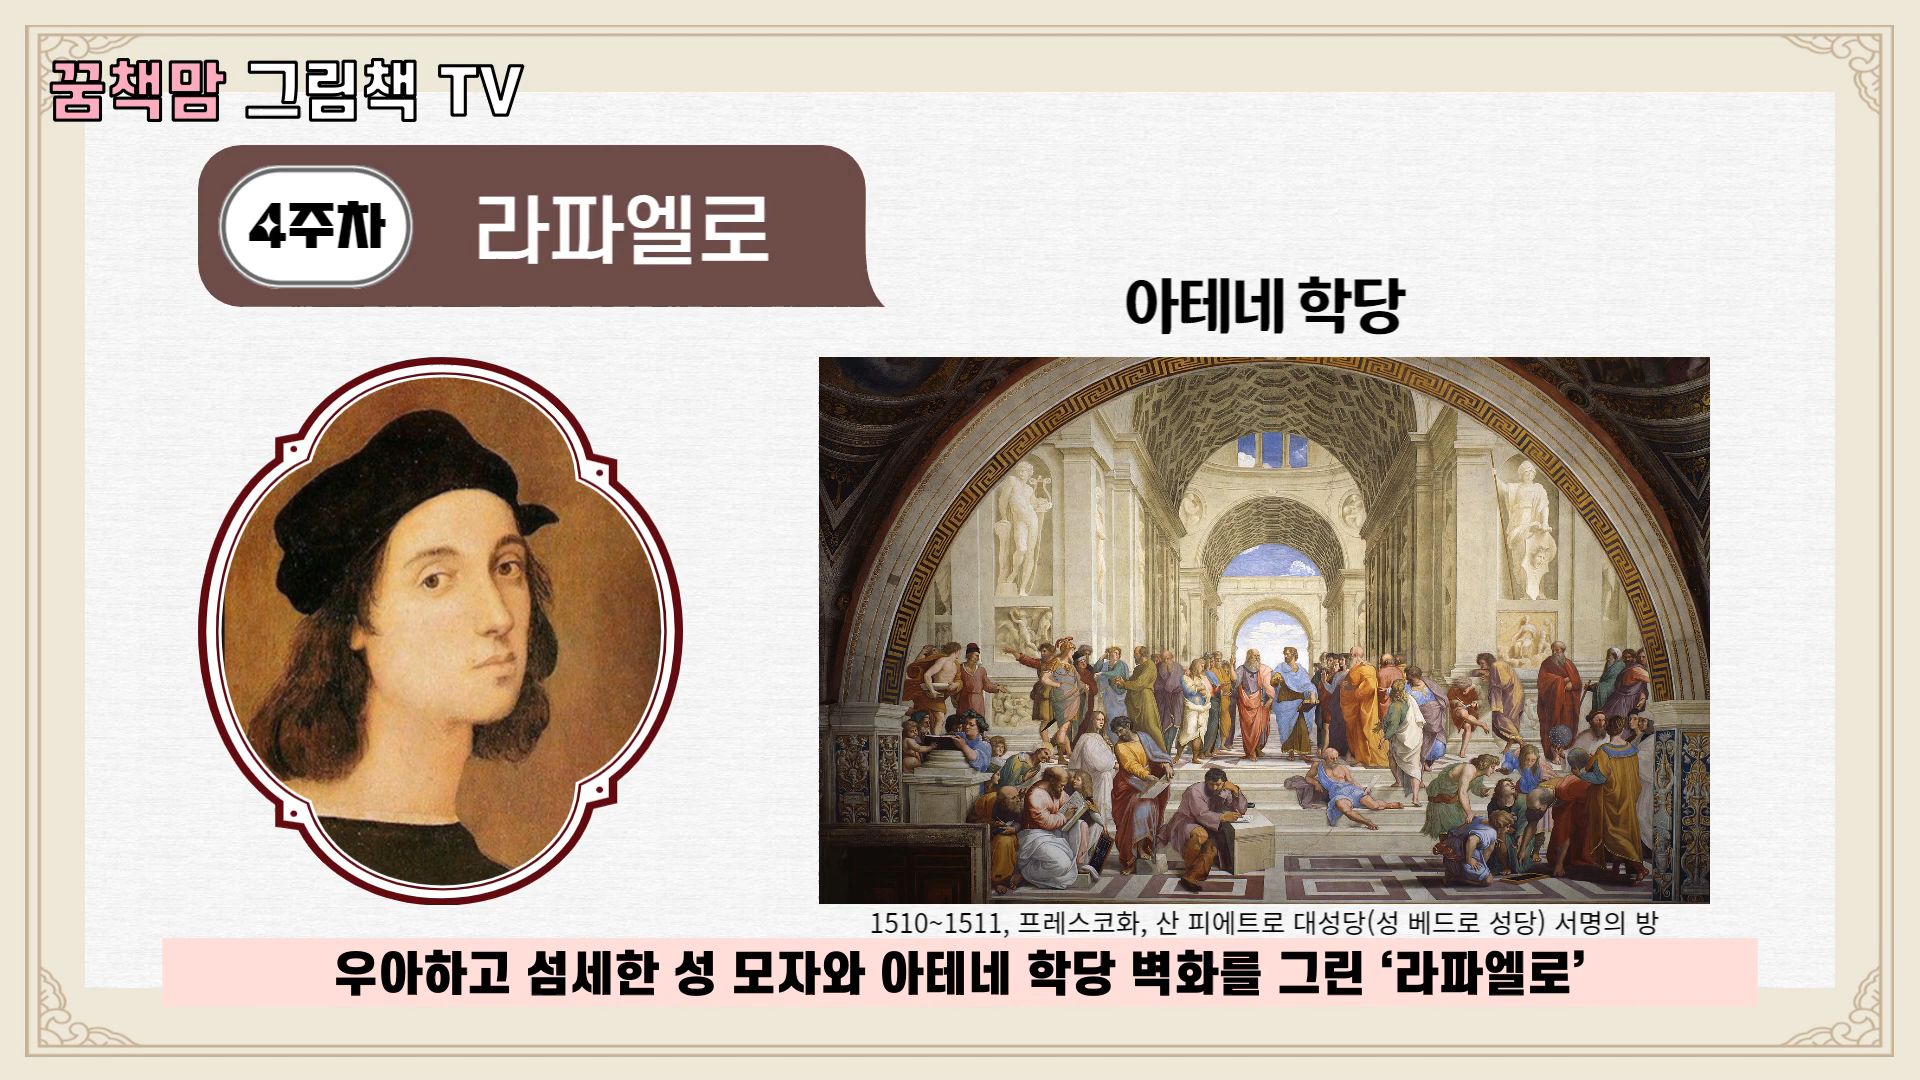 꿈책맘 그림책 TV
4주차 라파엘로
아테네 학당
1510~1511, 프레스코화, 산 피에트로 대성당(성 베드로 성당) 서명의 방
우아하고 섬세한 성 모자와 아테네 학당 벽화를 그린 ‘라파엘로’